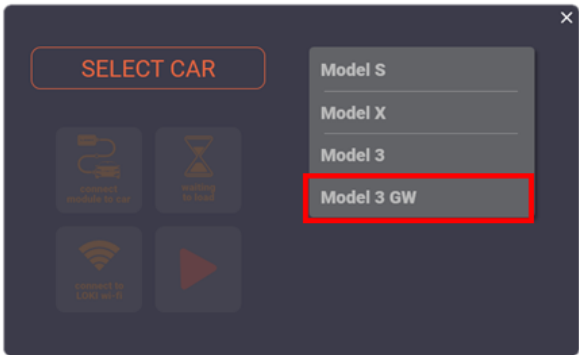 SELECT CAR
Model S
Model X
Model 3
Model 3 GW
connect
module to car
waiting
to load
connect to
LOKI wi-fi